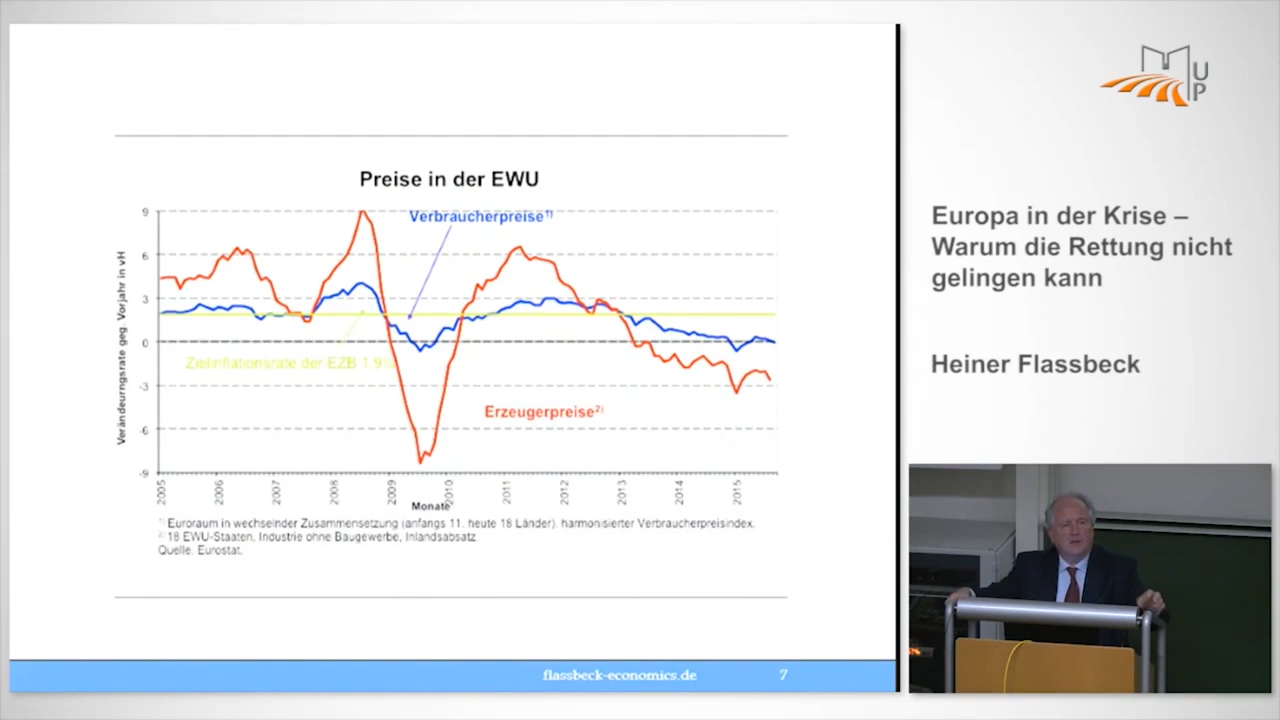 Preise in der EWU
Verbraucherpreise1)
Veränderungsrate geg. Vorjahr in vH
9
6
3
0
-3
-6
-9
Zielinflationsrate der EZB 1.9%
Erzeugerpreise2)
2005
2006
2007
2008
2009
2010
2011
2012
2013
2014
2015
Monate
1) Euroraum in wechselnder Zusammensetzung (anfangs 11. heute 18 Länder). harmonisierter Verbraucherpreisindex.
2) 18 EWU-Staaten, Industrie ohne Baugewerbe, Inlandsabsatz
Quelle. Eurostat.
flassbeck-economics.de
7
MUP
Europa in der Krise –
Warum die Rettung nicht
gelingen kann
Heiner Flassbeck